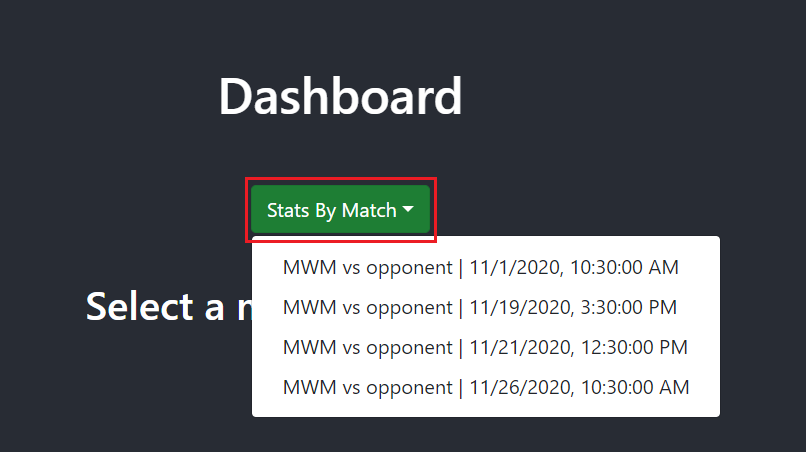 Dashboard
Stats By Match
MWM vs opponent | 11/1/2020, 10:30:00 AM
MWM vs opponent | 11/19/2020, 3:30:00 PM
Select a
MWM vs opponent | 11/21/2020, 12:30:00 PM
MWM vs opponent | 11/26/2020, 10:30:00 AM